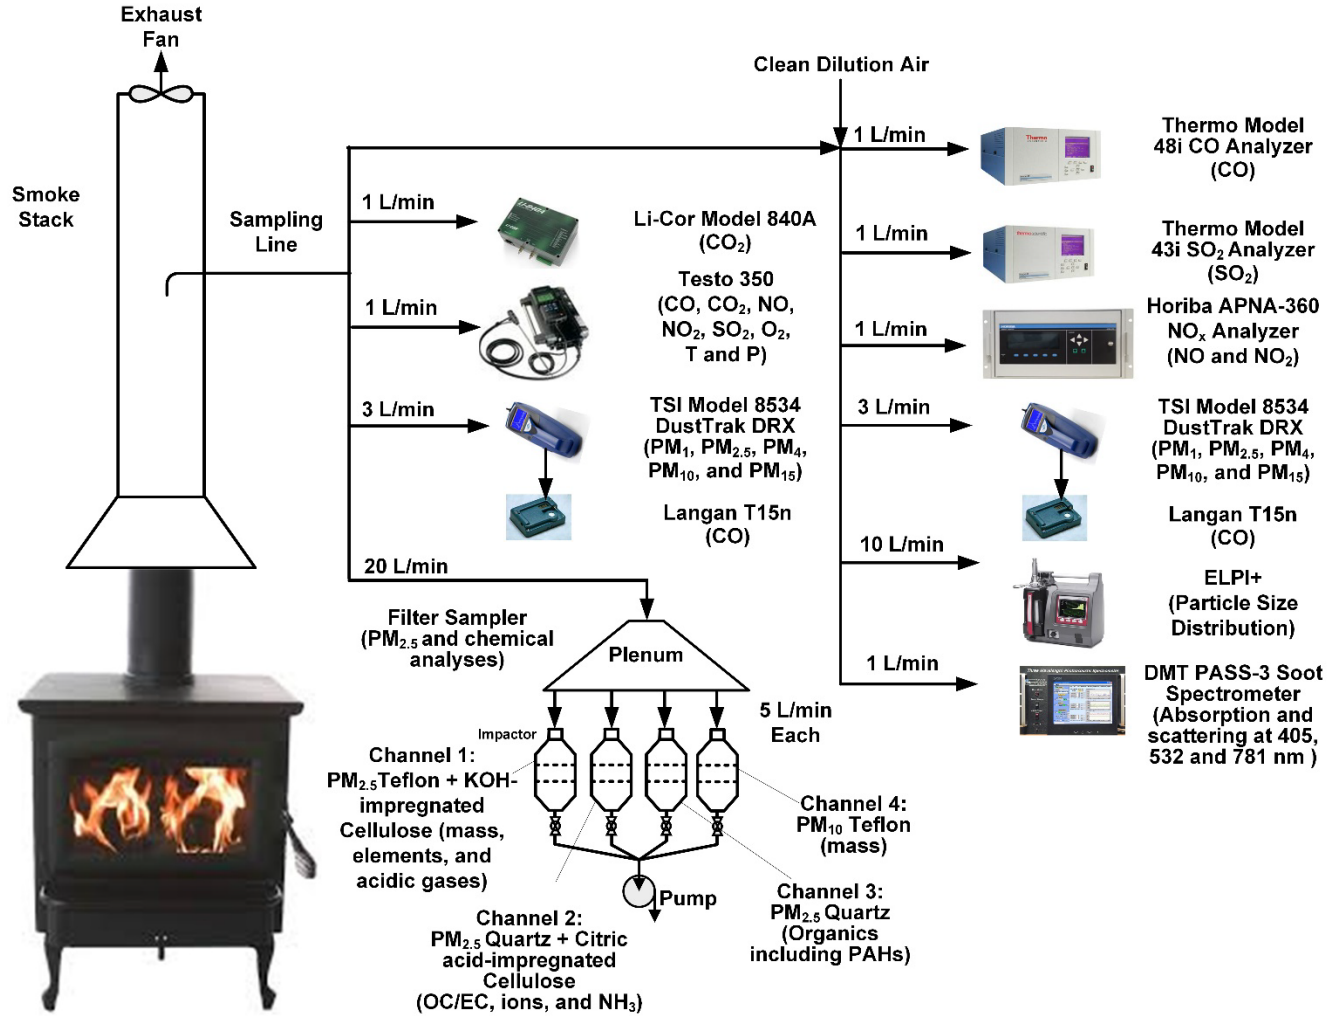 Exhaust
Fan
Smoke
Stack
Sampling
Line
Clean Dilution Air
1 L/min
Li-Cor Model 840A
(CO₂)
1 L/min
Testo 350
(CO, CO₂, NO,
NO₂, SO₂, O₂,
T and P)
3 L/min
TSI Model 8534
DustTrak DRX
(PM₁, PM₂.₅, PM₄,
PM₁₀, and PM₁₅)
Langan T15n
(CO)
20 L/min
Filter Sampler
(PM₂.₅ and chemical
analyses)
Plenum
5 L/min
Each
Impactor
Channel 1:
PM₂.₅Teflon + KOH-
impregnated
Cellulose (mass,
elements, and
acidic gases)
Channel 2:
PM₂.₅ Quartz + Citric
acid-impregnated
Cellulose
(OC/EC, ions, and NH₃)
Pump
Channel 4:
PM₁₀ Teflon
(mass)
Channel 3:
PM₂.₅ Quartz
(Organics
including PAHs)
1 L/min
Thermo
Thermo Model
48i CO Analyzer
(CO)
1 L/min
Thermo Model
43i SO₂ Analyzer
(SO₂)
1 L/min
Horiba APNA-360
NOₓ Analyzer
(NO and NO₂)
3 L/min
TSI Model 8534
DustTrak DRX
(PM₁, PM₂.₅, PM₄,
PM₁₀, and PM₁₅)
Langan T15n
(CO)
10 L/min
ELPI+
(Particle Size
Distribution)
1 L/min
DMT PASS-3 Soot
Spectrometer
(Absorption and
scattering at 405,
532 and 781 nm )